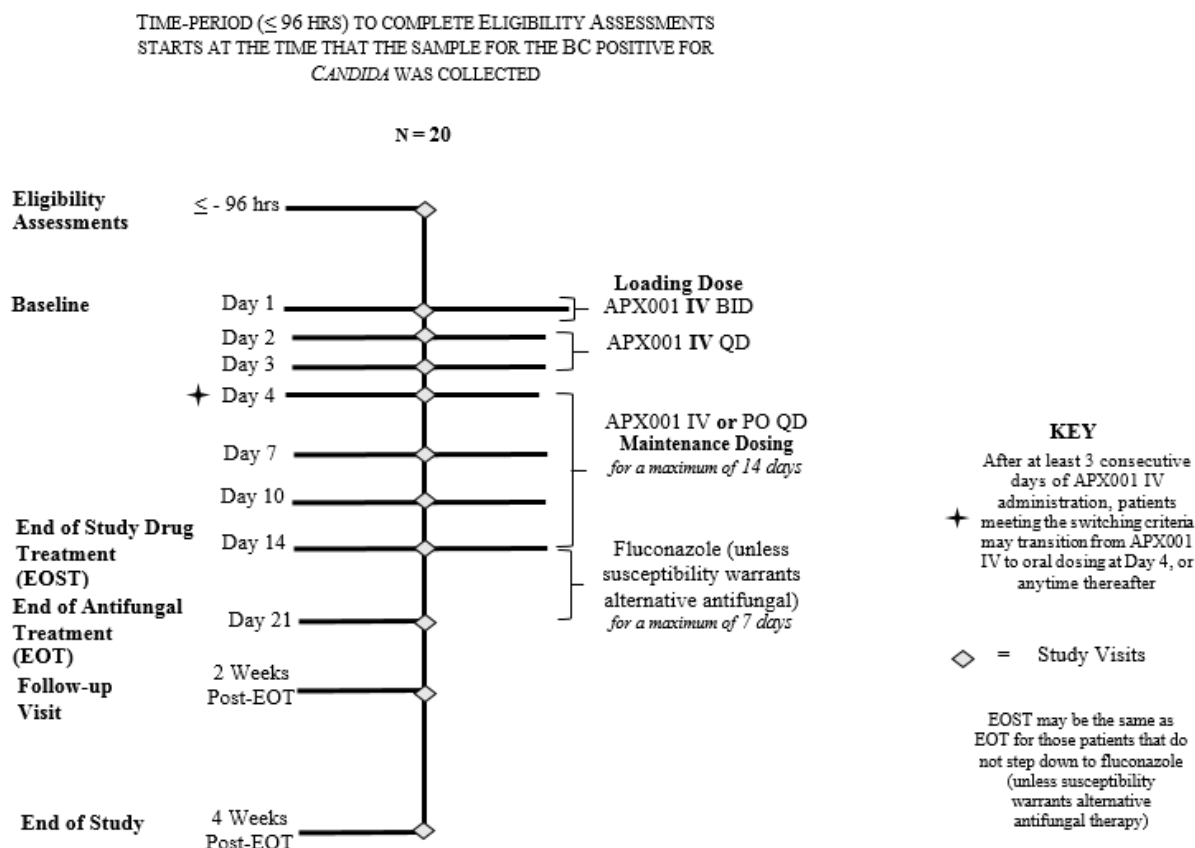 TIME-PERIOD (≤ 96 HRS) TO COMPLETE ELIGIBILITY ASSESSMENTS
STARTS AT THE TIME THAT THE SAMPLE FOR THE BC POSITIVE FOR
CANDIDA WAS COLLECTED
N = 20
Eligibility
Assessments
≤ - 96 hrs
Baseline
Day 1
Loading Dose
APX001 IV BID
Day 2
Day 3
APX001 IV QD
Day 4
Day 7
Day 10
APX001 IV or PO QD
Maintenance Dosing
for a maximum of 14 days
End of Study Drug
Treatment
(EOST)
Day 14
Fluconazole (unless
susceptibility warrants
alternative antifungal)
for a maximum of 7 days
End of Antifungal
Treatment
(EOT)
Day 21
Follow-up
Visit
2 Weeks
Post-EOT
End of Study
4 Weeks
Post-EOT
KEY
After at least 3 consecutive
days of APX001 IV
administration, patients
meeting the switching criteria
may transition from APX001
IV to oral dosing at Day 4, or
anytime thereafter
= Study Visits
EOST may be the same as
EOT for those patients that do
not step down to fluconazole
(unless susceptibility
warrants alternative
antifungal therapy)